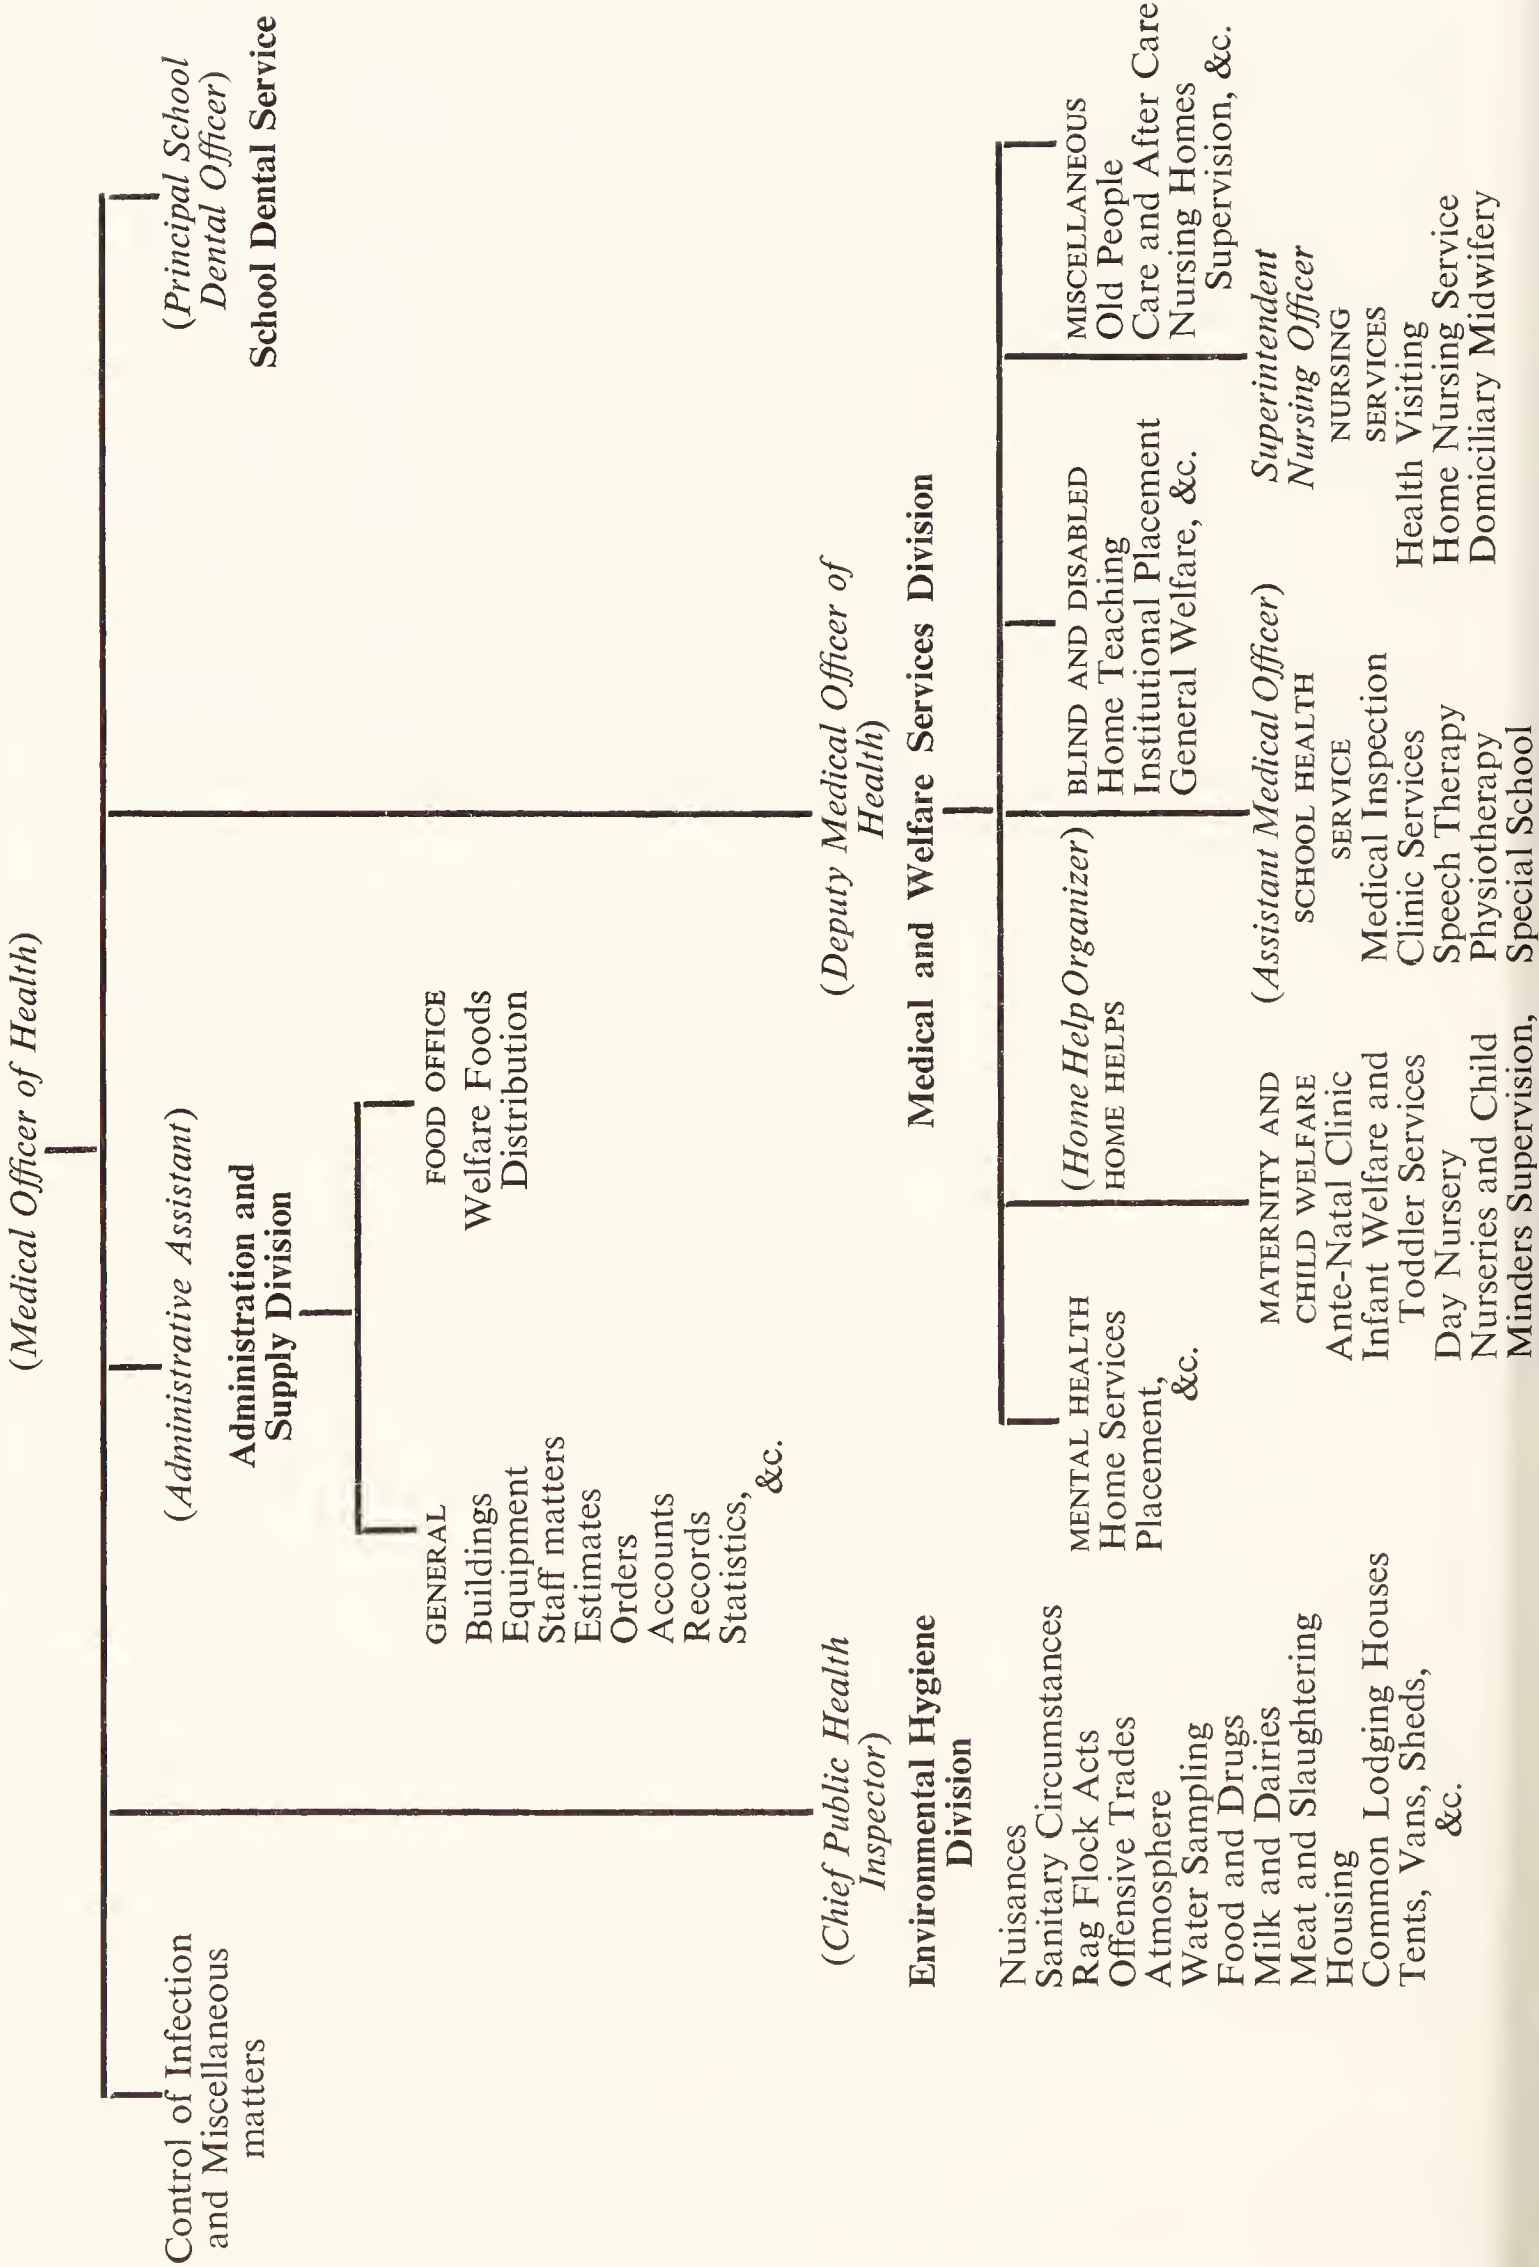 (Medical Officer of Health)
Control of Infection
and Miscellaneous
matters
(Administrative Assistant)
Administration and
Supply Division
GENERAL
Buildings
Equipment
Staff matters
Estimates
Orders
Accounts
Records
Statistics,
&c.
FOOD OFFICE
Welfare Foods
Distribution
(Principal School
Dental Officer)
School Dental Service
(Chief Public Health
Inspector)
Environmental Hygiene
Division
Nuisances
Sanitary Circumstances
Rag Flock Acts
Offensive Trades
Atmosphere
Water Sampling
Food and Drugs
Milk and Dairies
Meat and Slaughtering
Housing
Common Lodging Houses
Tents, Vans, Sheds,
&c.
(Deputy Medical Officer of
Health)
Medical and Welfare Services Division
MENTAL HEALTH
Home Services
Placement,
&c.
(Home Help Organizer)
HOME HELPS
BLIND AND DISABLED
Home Teaching
Institutional Placement
General Welfare, &c.
MISCELLANEOUS
Old People
Care and After Care
Nursing Homes
Supervision, &c.
MATERNITY AND
CHILD WELFARE
Ante-Natal Clinic
Infant Welfare and
Toddler Services
Day Nursery
Nurseries and Child
Minders Supervision,
(Assistant Medical Officer)
SCHOOL HEALTH
SERVICE
Medical Inspection
Clinic Services
Speech Therapy
Physiotherapy
Special School
Superintendent
Nursing Officer
NURSING
SERVICES
Health Visiting
Home Nursing Service
Domiciliary Midwifery